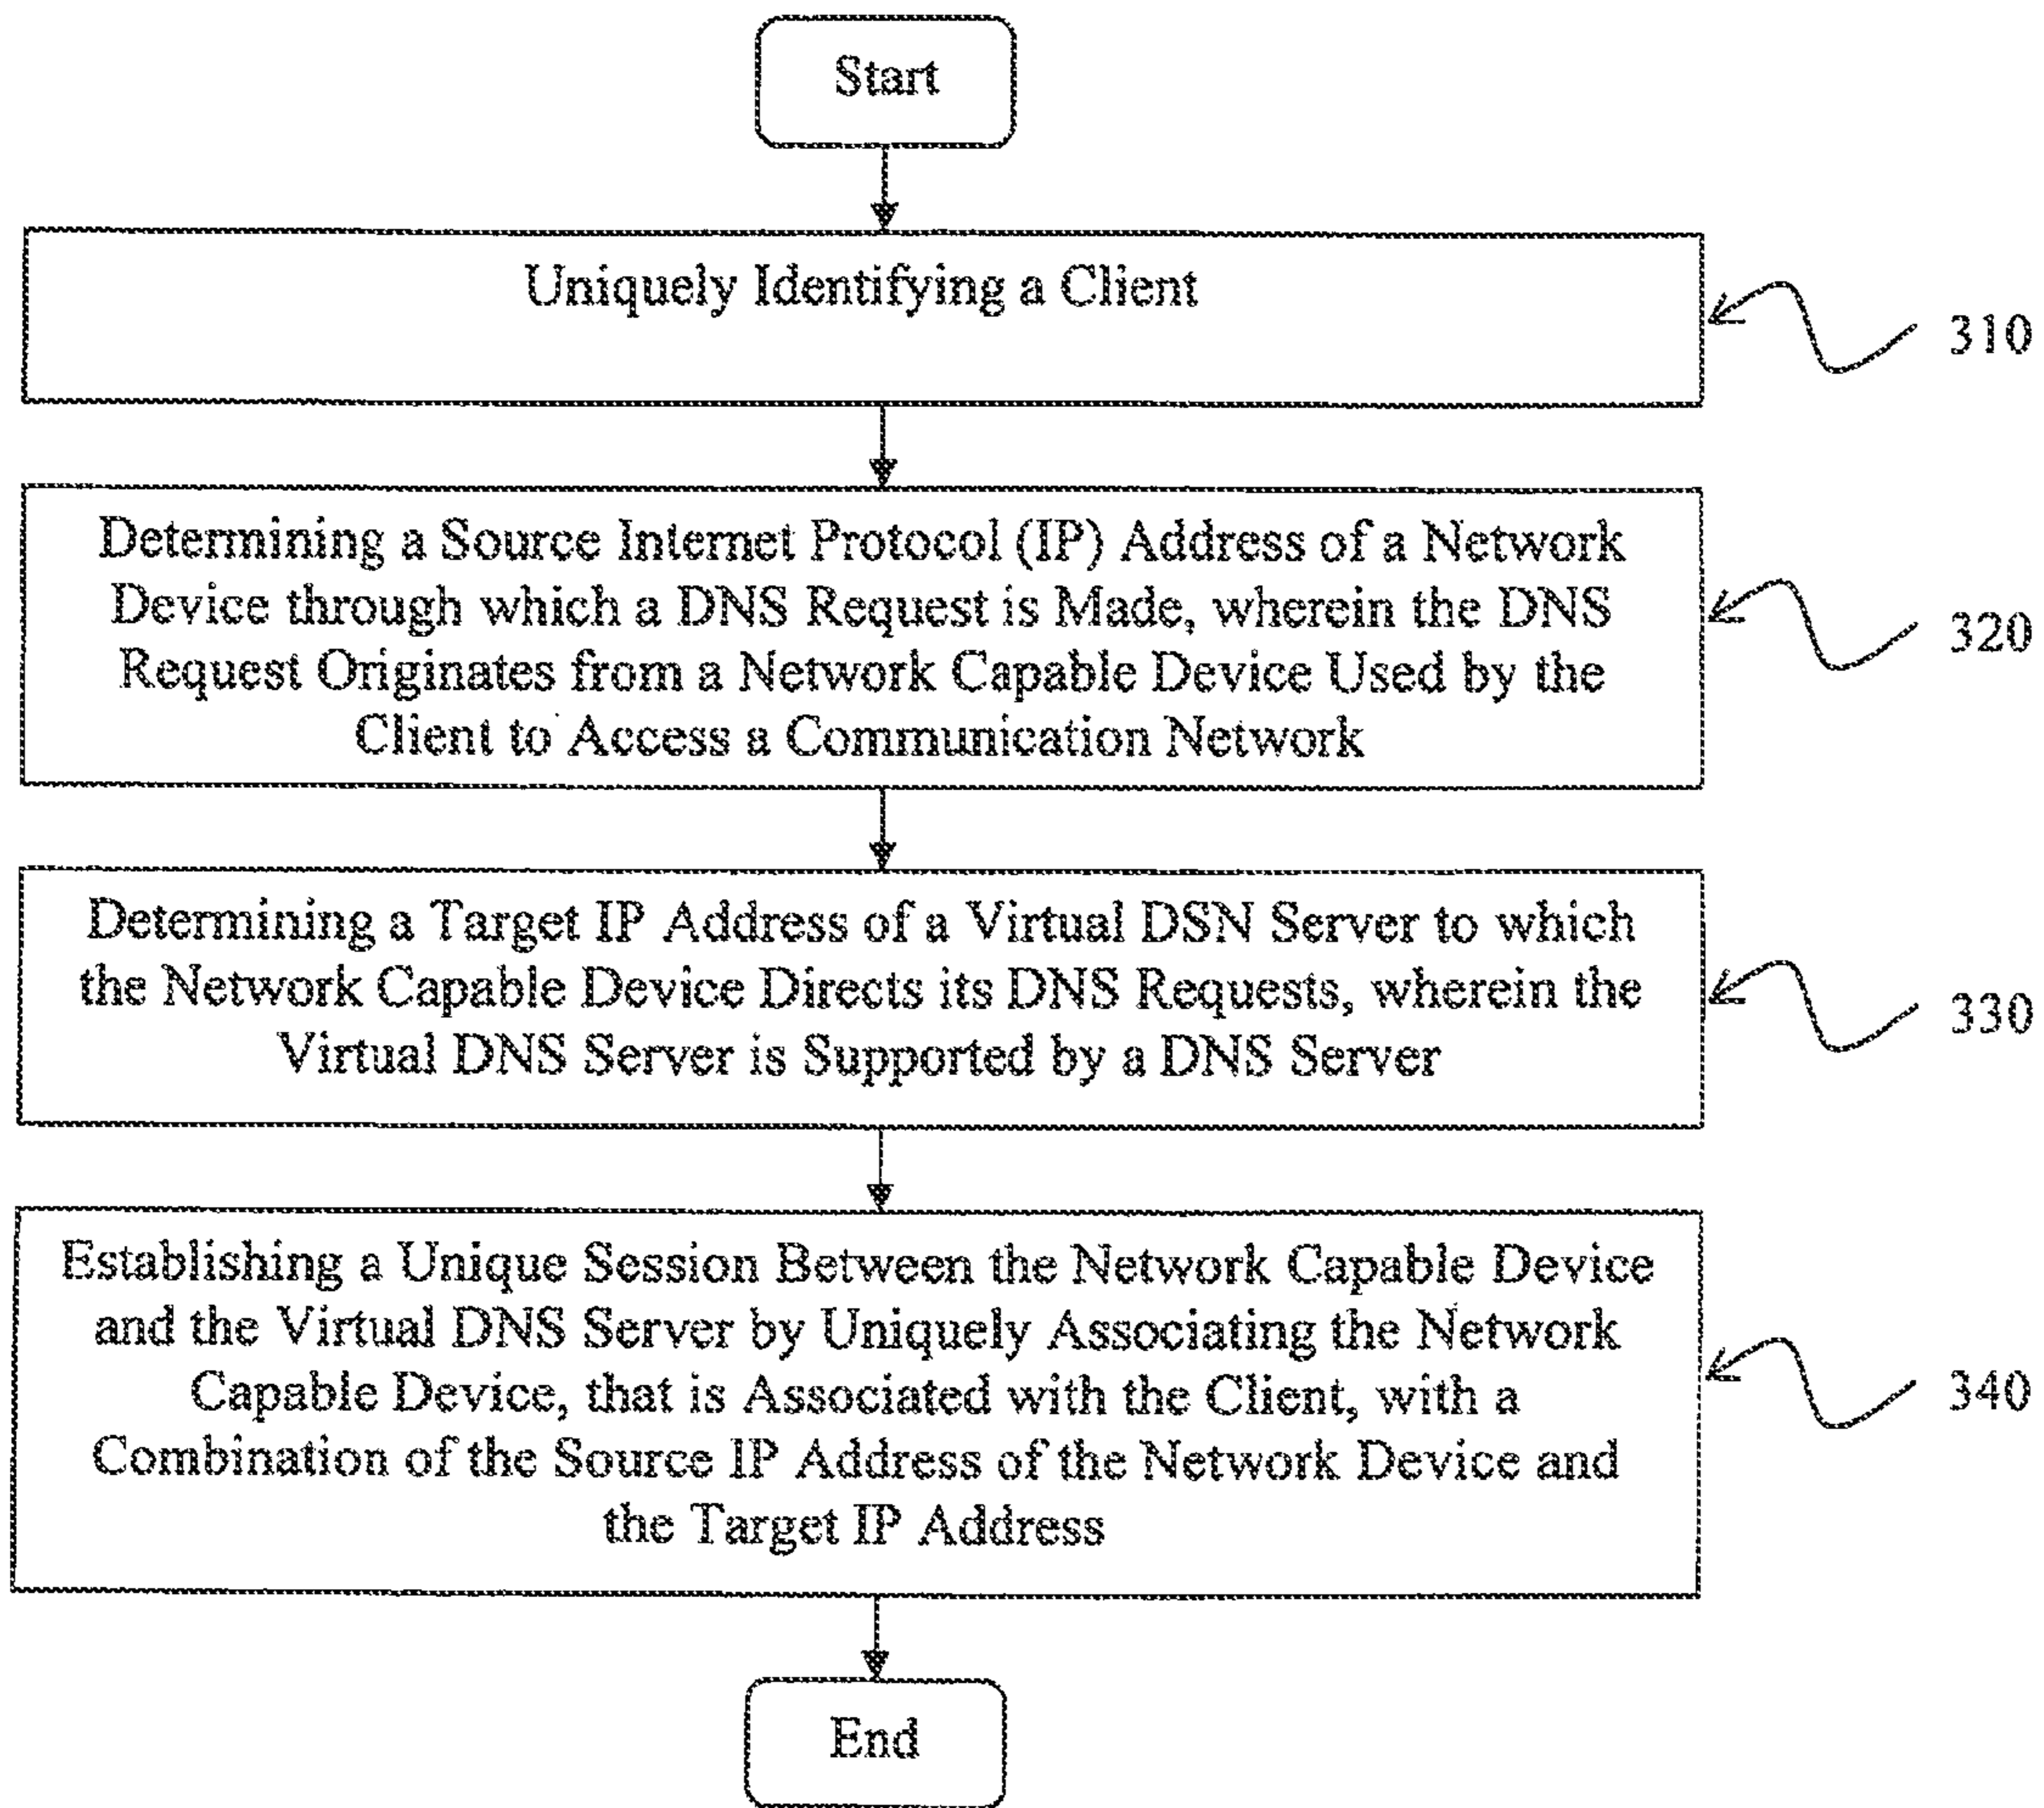 Start
Uniquely Identifying a Client
310
Determining a Source Internet Protocol (IP) Address of a Network
Device through which a DNS Request is Made, wherein the DNS
Request Originates from a Network Capable Device Used by the
Client to Access a Communication Network
320
Determining a Target IP Address of a Virtual DSN Server to which
the Network Capable Device Directs its DNS Requests, wherein the
Virtual DNS Server is Supported by a DNS Server
330
Establishing a Unique Session Between the Network Capable Device
and the Virtual DNS Server by Uniquely Associating the Network
Capable Device, that is Associated with the Client, with a
Combination of the Source IP Address of the Network Device and
the Target IP Address
340
End